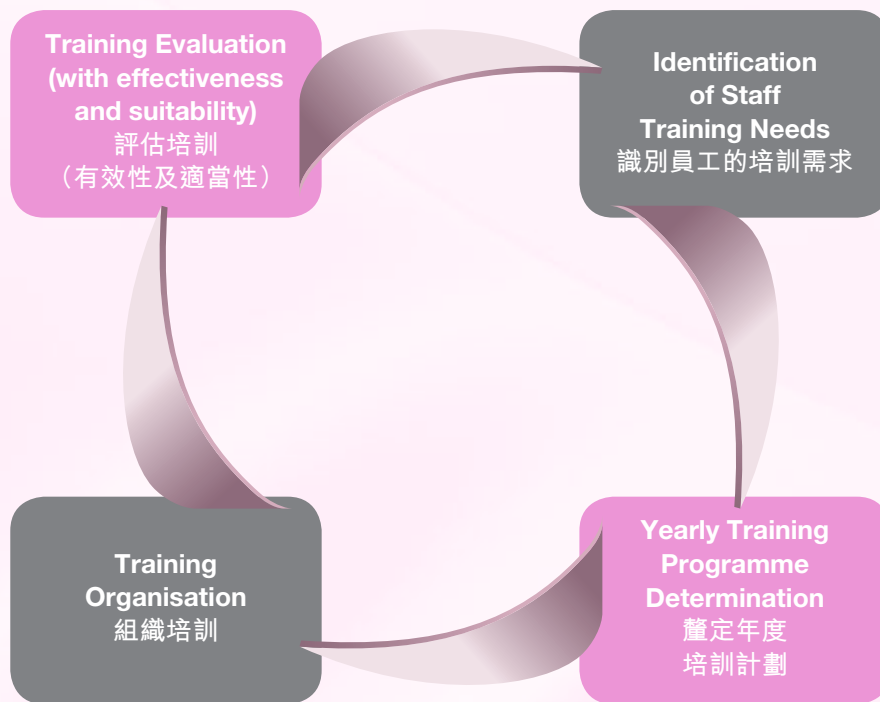 Training Evaluation
(with effectiveness
and suitability)
評估培訓
（有效性及適當性）
Identification
of Staff
Training Needs
識別員工的培訓需求
Training
Organisation
組織培訓
Yearly Training
Programme
Determination
釐定年度
培訓計劃